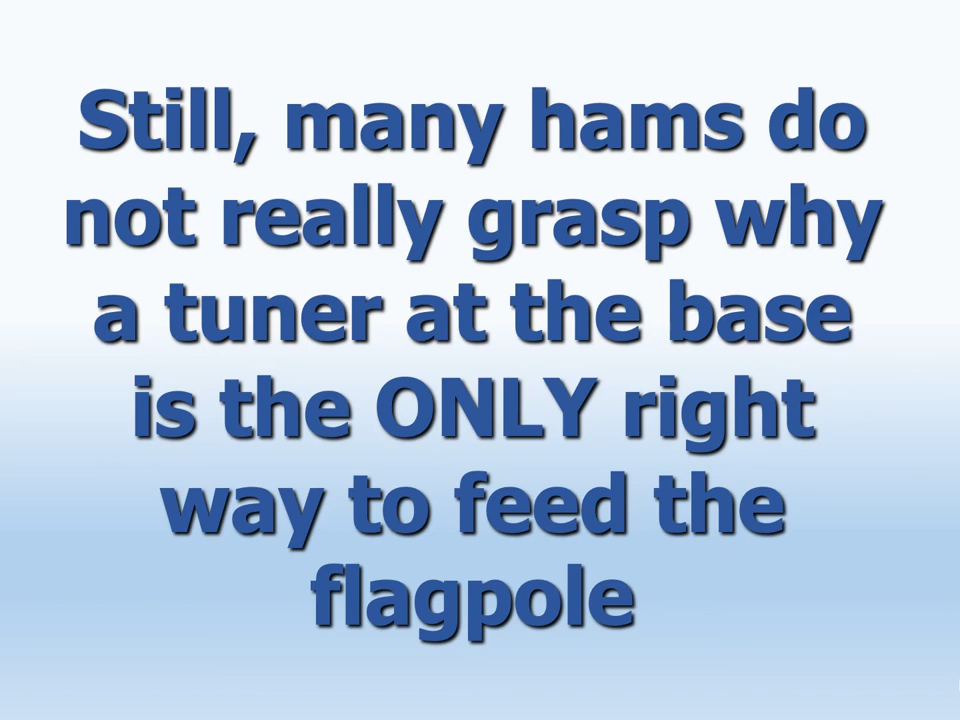 Still, many hams do
not really grasp why
a tuner at the base
is the ONLY right
way to feed the
flagpole